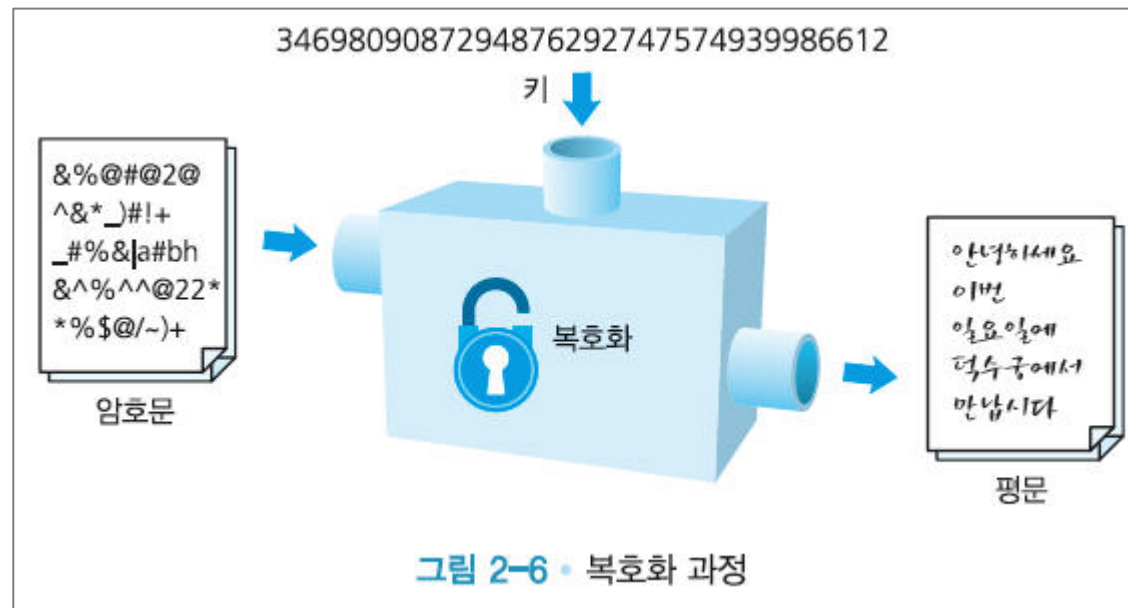 3469809087294876292747574939986612
키
&%@#@2@
^&*_)#!+
_#%&|a#bh
&^%^^@22*
*%$@/~)+
암호문
복호화
안녕하세요
이번
일요일에
덕수궁에서
만납시다
평문
그림 2-6 • 복호화 과정